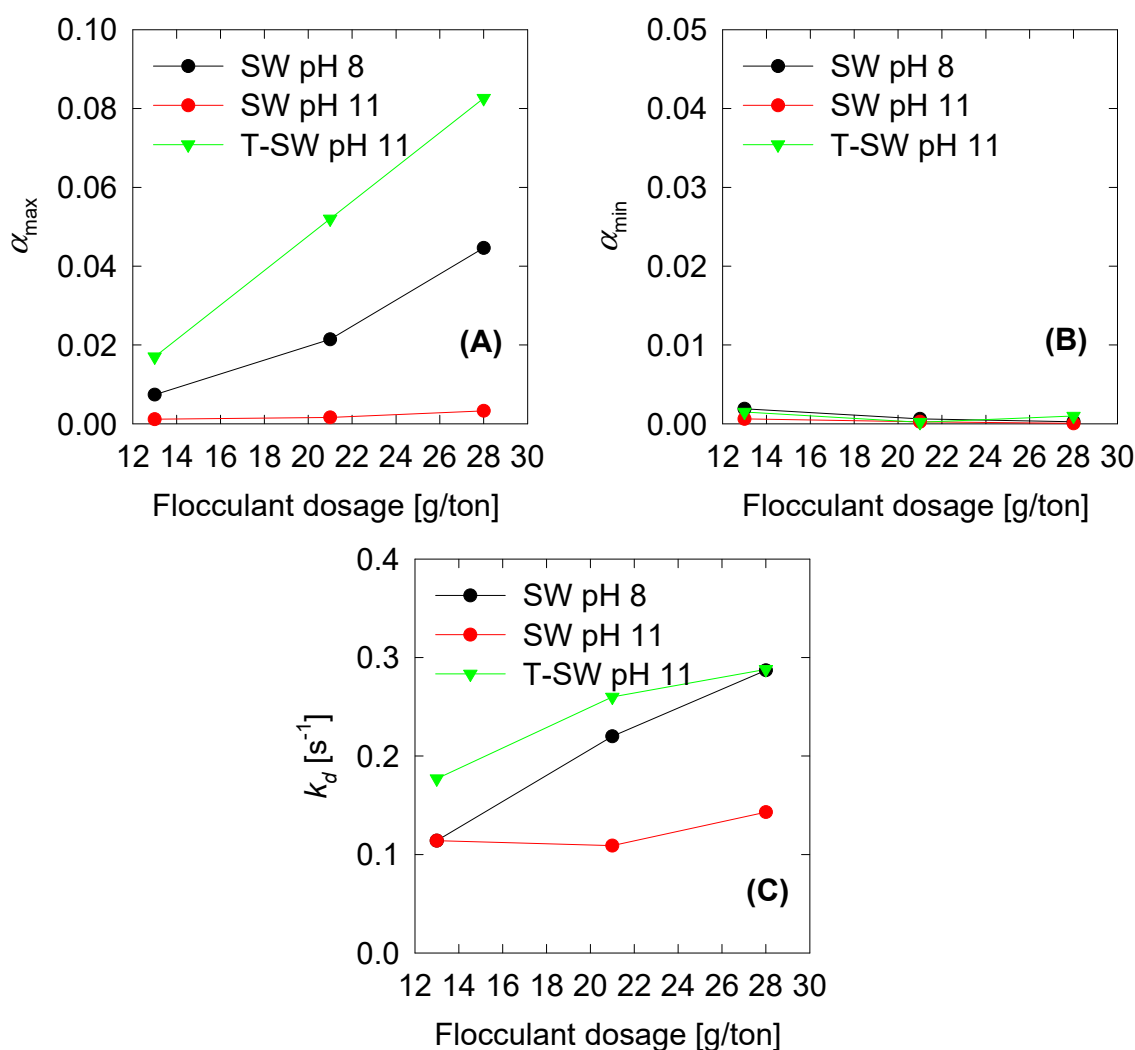 0.10
0.08
0.06
0.04
0.02
0.00
α_max
SW pH 8
SW pH 11
T-SW pH 11
(A)
12 14 16 18 20 22 24 26 28 30
Flocculant dosage [g/ton]
0.05
0.04
0.03
0.02
0.01
0.00
α_min
SW pH 8
SW pH 11
T-SW pH 11
(B)
12 14 16 18 20 22 24 26 28 30
Flocculant dosage [g/ton]
0.4
0.3
0.2
0.1
0.0
k_d [s⁻¹]
SW pH 8
SW pH 11
T-SW pH 11
(C)
12 14 16 18 20 22 24 26 28 30
Flocculant dosage [g/ton]